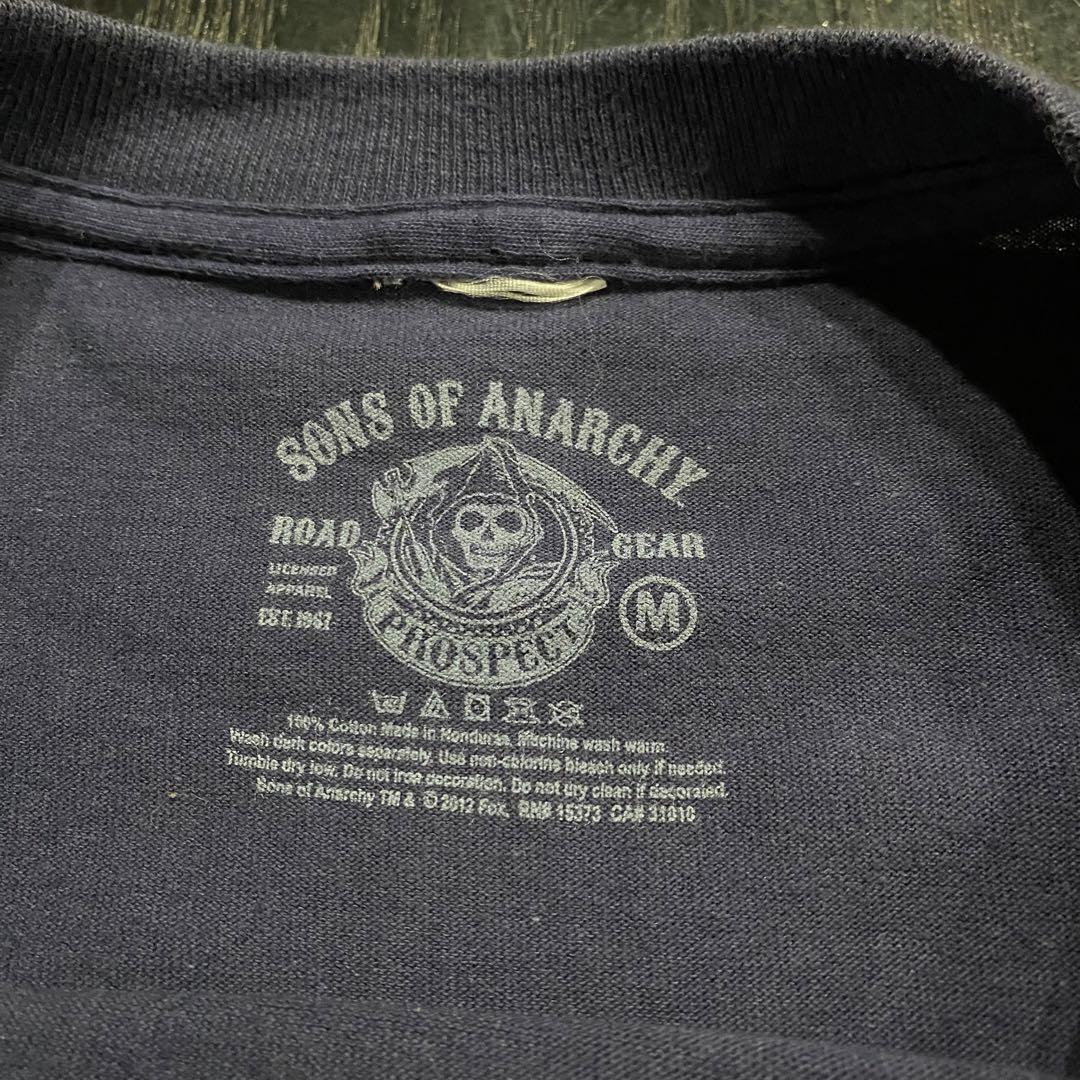 SONS OF ANARCHY
ROAD GEAR
LICENSED
APPAREL
EST. 1967
M
PROSPECT
100% Cotton Made in Honduras. Machine wash warm.
Wash dark colors separately. Use non-chlorine bleach only if needed.
Tumble dry low. Do not iron decoration. Do not dry clean if decorated.
Sons of Anarchy TM & © 2012 Fox. RN# 15373 CA# 31010